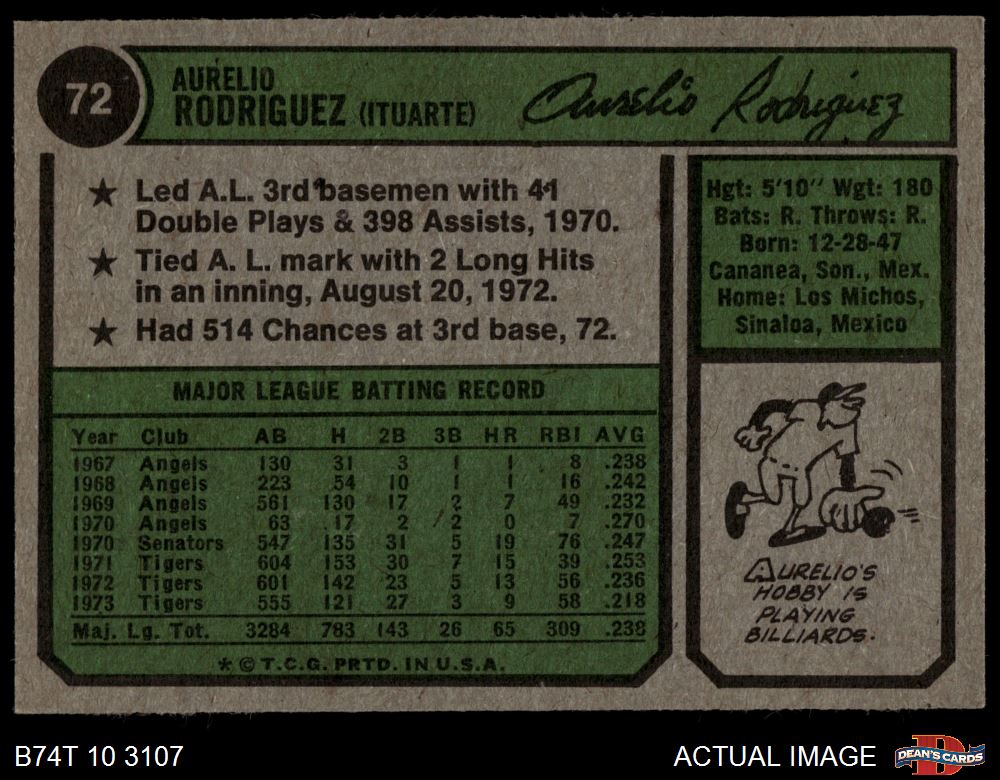 72
AURELIO
RODRIGUEZ (ITUARTE)
Aurelio Rodriguez
★ Led A.L. 3rd basemen with 41
Double Plays & 398 Assists, 1970.
★ Tied A. L. mark with 2 Long Hits
in an inning, August 20, 1972.
★ Had 514 Chances at 3rd base, 72.
Hgt: 5'10" Wgt: 180
Bats: R. Throws: R.
Born: 12-28-47
Cananea, Son., Mex.
Home: Los Michos,
Sinaloa, Mexico
MAJOR LEAGUE BATTING RECORD
Year Club AB H 2B 3B HR RBI AVG
1967 Angels 130 31 3 1 1 8 .238
1968 Angels 223 54 10 1 1 16 .242
1969 Angels 561 130 17 2 7 49 .232
1970 Angels 63 17 2 2 0 7 .270
1970 Senators 547 135 31 5 19 76 .247
1971 Tigers 604 153 30 7 15 39 .253
1972 Tigers 601 142 23 5 13 56 .236
1973 Tigers 555 121 27 3 9 58 .218
Maj. Lg. Tot. 3284 783 143 26 65 309 .238
* © T.C.G. PRTD. IN U.S.A.
AURELIO'S
HOBBY IS
PLAYING
BILLIARDS.
B74T 10 3107
ACTUAL IMAGE
DEAN'S CARDS